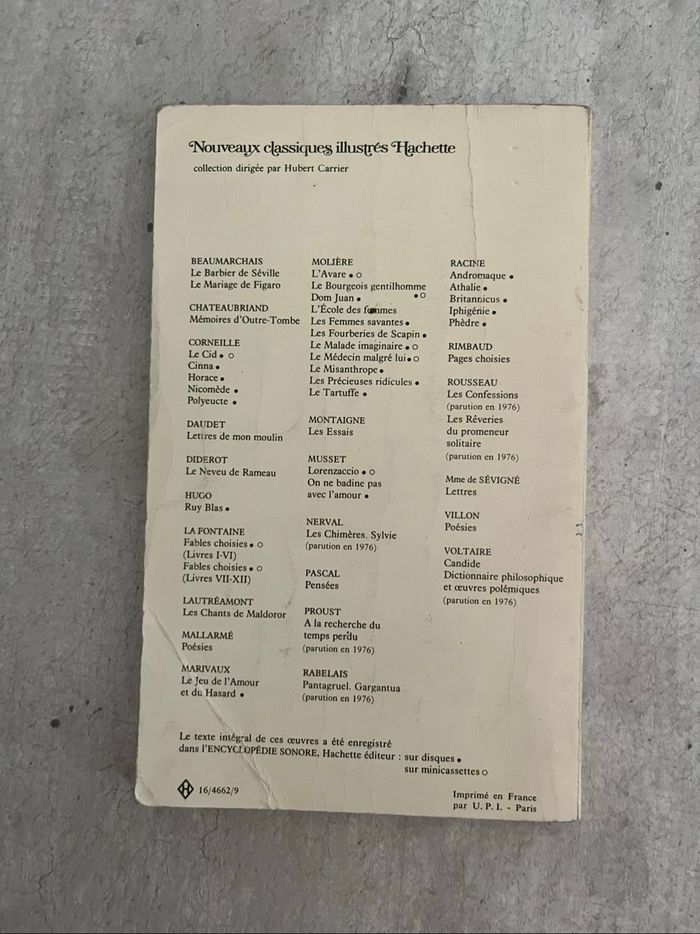 Nouveaux classiques illustrés Hachette
collection dirigée par Hubert Carrier
BEAUMARCHAIS
Le Barbier de Séville
Le Mariage de Figaro
CHATEAUBRIAND
Mémoires d'Outre-Tombe
CORNEILLE
Le Cid ● ○
Cinna ●
Horace ●
Nicomède ●
Polyeucte ●
DAUDET
Lettres de mon moulin
DIDEROT
Le Neveu de Rameau
HUGO
Ruy Blas ●
LA FONTAINE
Fables choisies ● ○
(Livres I-VI)
Fables choisies ● ○
(Livres VII-XII)
LAUTRÉAMONT
Les Chants de Maldoror
MALLARMÉ
Poésies
MARIVAUX
Le Jeu de l'Amour
et du Hasard ●
MOLIÈRE
L'Avare ● ○
Le Bourgeois gentilhomme
● ○
Dom Juan ●
L'École des femmes
Les Femmes savantes ●
Les Fourberies de Scapin ●
Le Malade imaginaire ● ○
Le Médecin malgré lui ● ○
Le Misanthrope ●
Les Précieuses ridicules ●
Le Tartuffe ●
MONTAIGNE
Les Essais
MUSSET
Lorenzaccio ● ○
On ne badine pas
avec l'amour ●
NERVAL
Les Chimères. Sylvie
(parution en 1976)
PASCAL
Pensées
PROUST
A la recherche du
temps perdu
(parution en 1976)
RABELAIS
Pantagruel. Gargantua
(parution en 1976)
RACINE
Andromaque ●
Athalie ●
Britannicus ●
Iphigénie ●
Phèdre ●
RIMBAUD
Pages choisies
ROUSSEAU
Les Confessions
(parution en 1976)
Les Rêveries
du promeneur
solitaire
(parution en 1976)
Mme de SÉVIGNÉ
Lettres
VILLON
Poésies
VOLTAIRE
Candide
Dictionnaire philosophique
et œuvres polémiques
(parution en 1976)
Le texte intégral de ces œuvres a été enregistré
dans l'ENCYCLOPÉDIE SONORE, Hachette éditeur : sur disques ●
sur minicassettes ○
H 16/4662/9
Imprimé en France
par U. P. I. - Paris